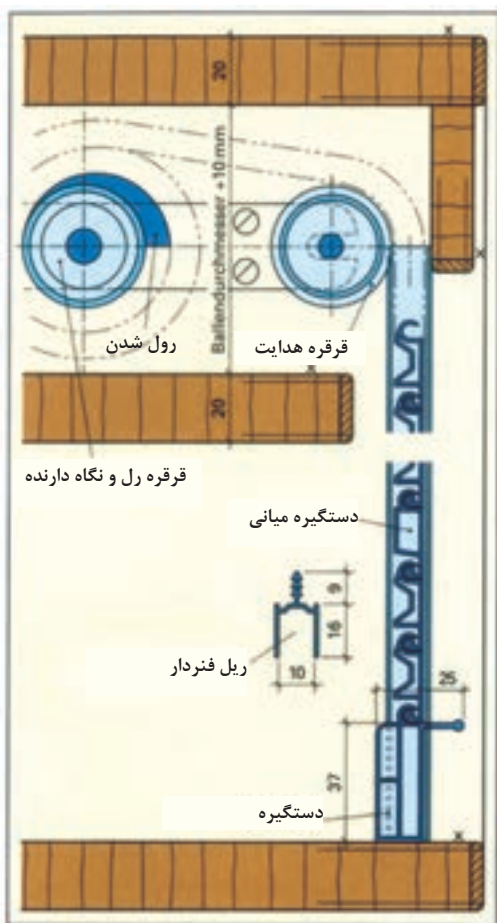 20
Ballendurchmesser +10 mm
رول شدن
قرقره هدایت
20
قرقره رل و نگاه دارنده
دستگیره میانی
9
16
ریل فنردار
10
25
37
دستگیره